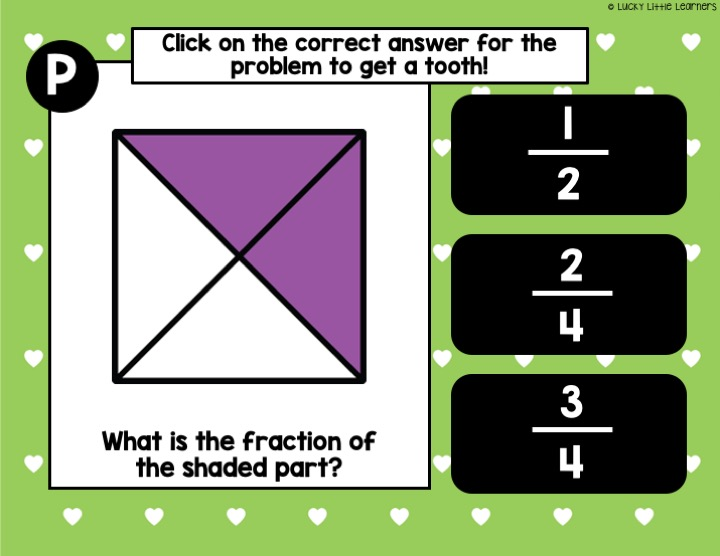 © Lucky Little Learners
Click on the correct answer for the
problem to get a tooth!
P
What is the fraction of
the shaded part?
1
2
2
4
3
4